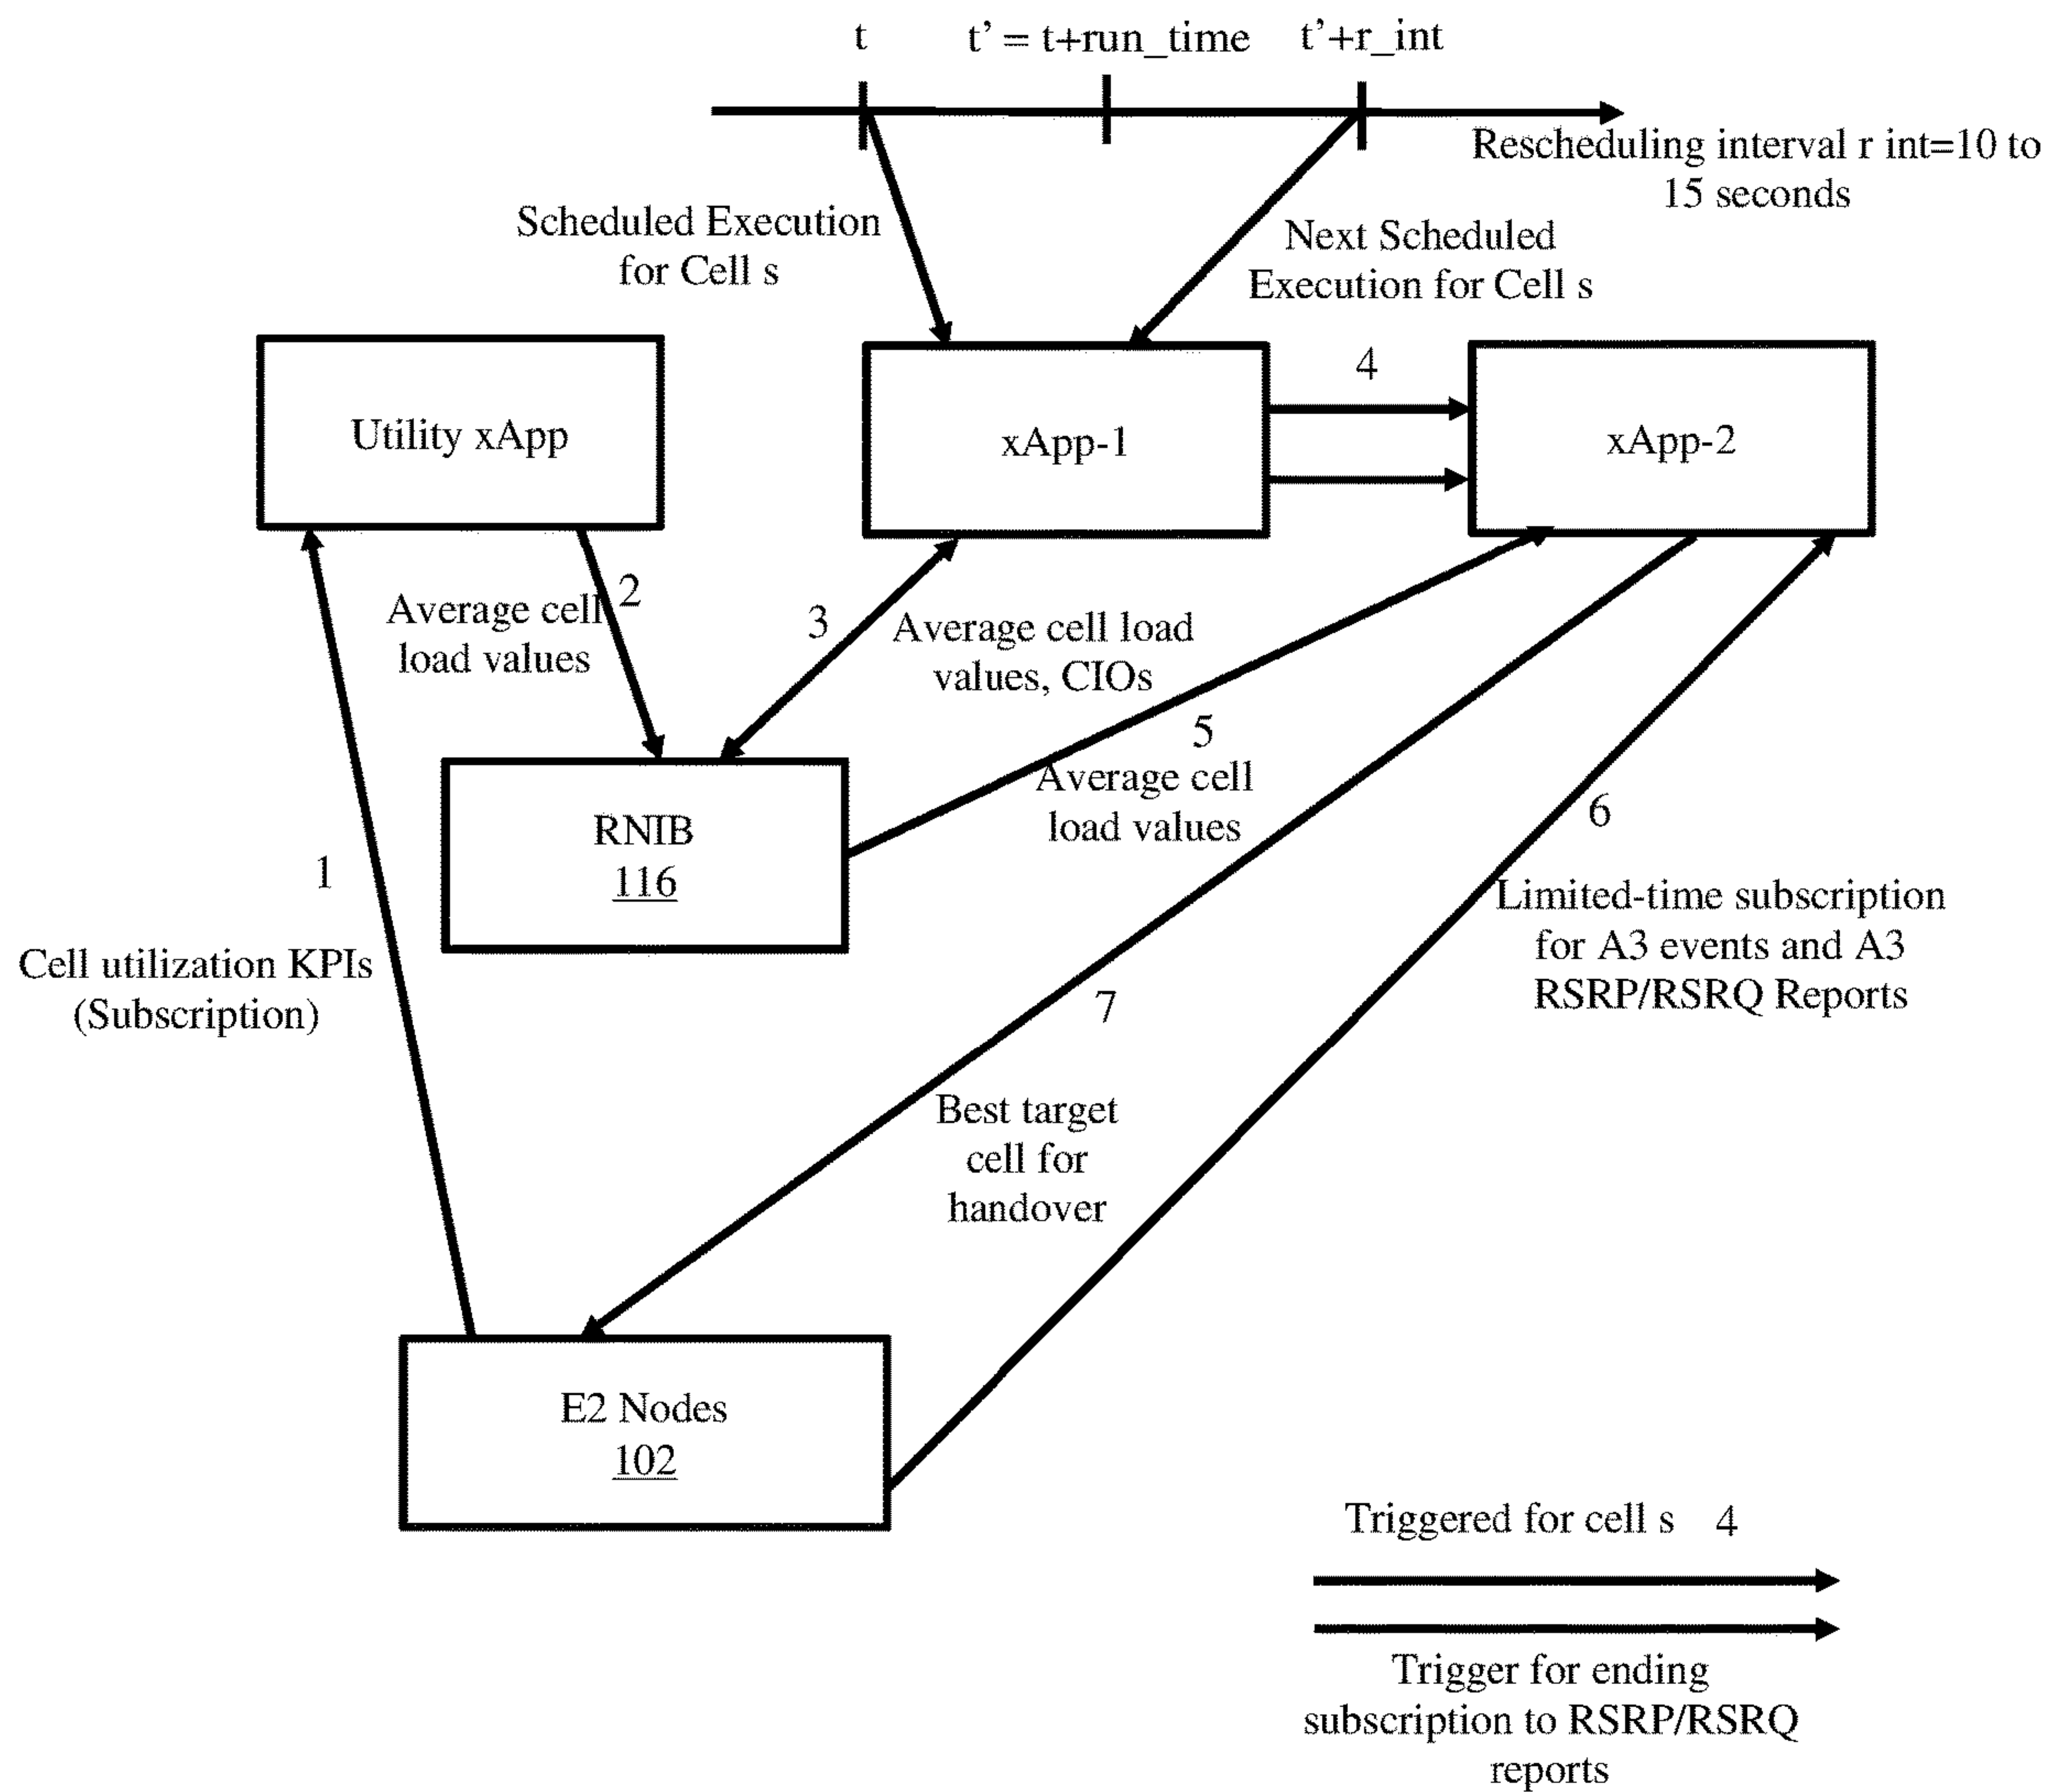 t
t' = t+run_time
t'+r_int
Rescheduling interval r int=10 to
15 seconds
Scheduled Execution
for Cell s
Next Scheduled
Execution for Cell s
Utility xApp
xApp-1
4
xApp-2
2
Average cell
load values
3
Average cell load
values, CIOs
5
Average cell
load values
RNIB
116
6
Limited-time subscription
for A3 events and A3
RSRP/RSRQ Reports
1
Cell utilization KPIs
(Subscription)
7
Best target
cell for
handover
E2 Nodes
102
Triggered for cell s 4
Trigger for ending
subscription to RSRP/RSRQ
reports